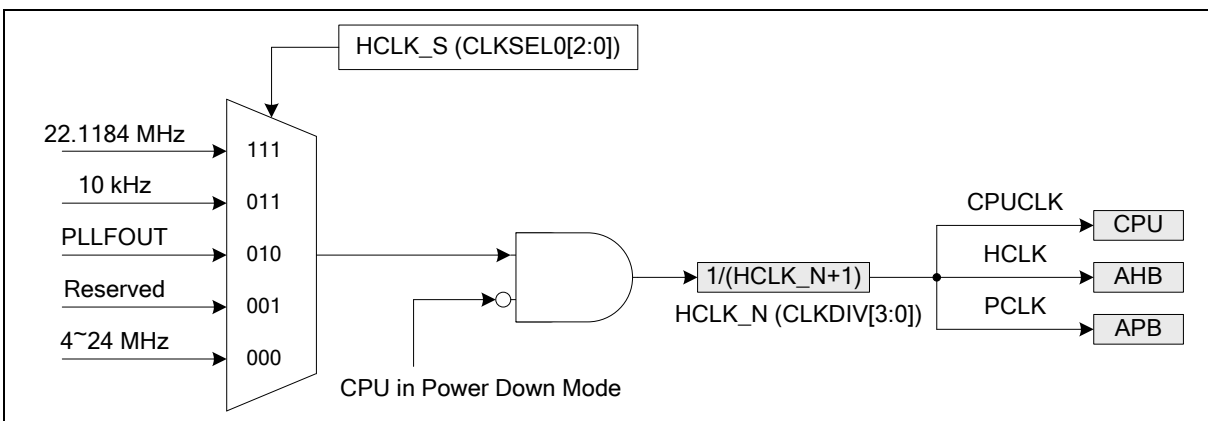 HCLK_S (CLKSEL0[2:0])
22.1184 MHz
111
10 kHz
011
PLLFOUT
010
Reserved
001
4~24 MHz
000
CPU in Power Down Mode
1/(HCLK_N+1)
HCLK_N (CLKDIV[3:0])
CPUCLK
CPU
HCLK
AHB
PCLK
APB